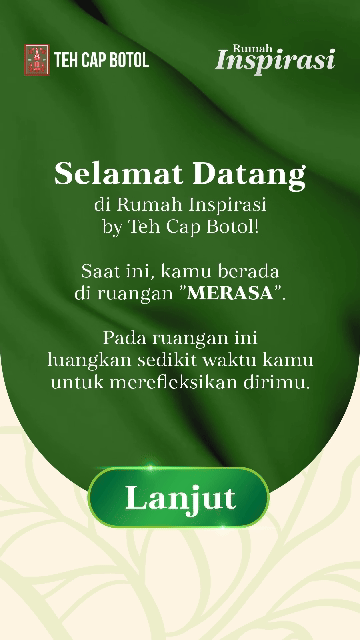 TEH CAP BOTOL
Rumah
Inspirasi
Selamat Datang
di Rumah Inspirasi
by Teh Cap Botol!
Saat ini, kamu berada
di ruangan "MERASA".
Pada ruangan ini
luangkan sedikit waktu kamu
untuk merefleksikan dirimu.
Lanjut